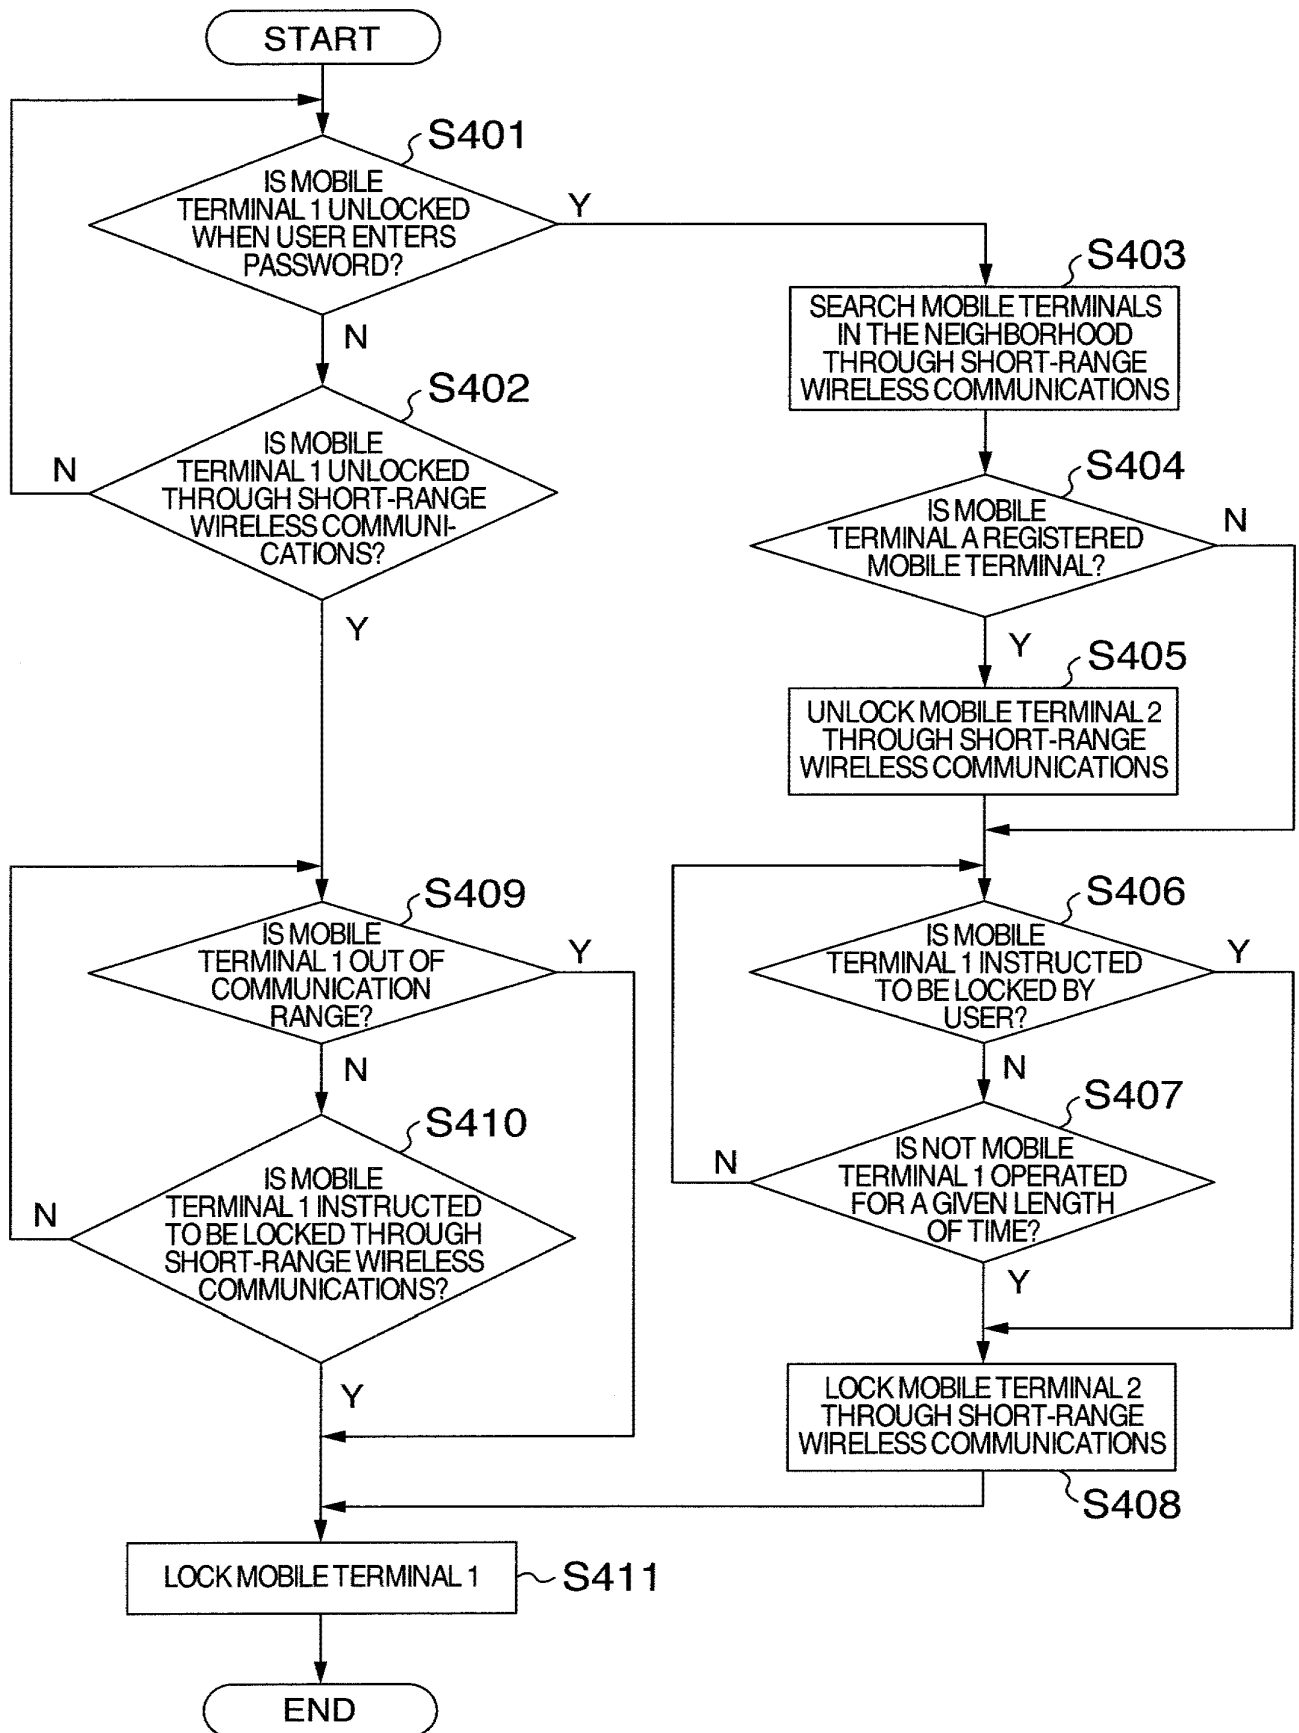 START
S401
IS MOBILE
TERMINAL 1 UNLOCKED
WHEN USER ENTERS
PASSWORD?
Y
N
S402
IS MOBILE
TERMINAL 1 UNLOCKED
THROUGH SHORT-RANGE
WIRELESS COMMUNI-
CATIONS?
N
Y
S403
SEARCH MOBILE TERMINALS
IN THE NEIGHBORHOOD
THROUGH SHORT-RANGE
WIRELESS COMMUNICATIONS
S404
IS MOBILE
TERMINAL A REGISTERED
MOBILE TERMINAL?
N
Y
S405
UNLOCK MOBILE TERMINAL 2
THROUGH SHORT-RANGE
WIRELESS COMMUNICATIONS
S406
IS MOBILE
TERMINAL 1 INSTRUCTED
TO BE LOCKED BY
USER?
Y
N
S407
IS NOT MOBILE
TERMINAL 1 OPERATED
FOR A GIVEN LENGTH
OF TIME?
N
Y
LOCK MOBILE TERMINAL 2
THROUGH SHORT-RANGE
WIRELESS COMMUNICATIONS
S408
S409
IS MOBILE
TERMINAL 1 OUT OF
COMMUNICATION
RANGE?
Y
N
S410
IS MOBILE
TERMINAL 1 INSTRUCTED
TO BE LOCKED THROUGH
SHORT-RANGE WIRELESS
COMMUNICATIONS?
N
Y
LOCK MOBILE TERMINAL 1
S411
END